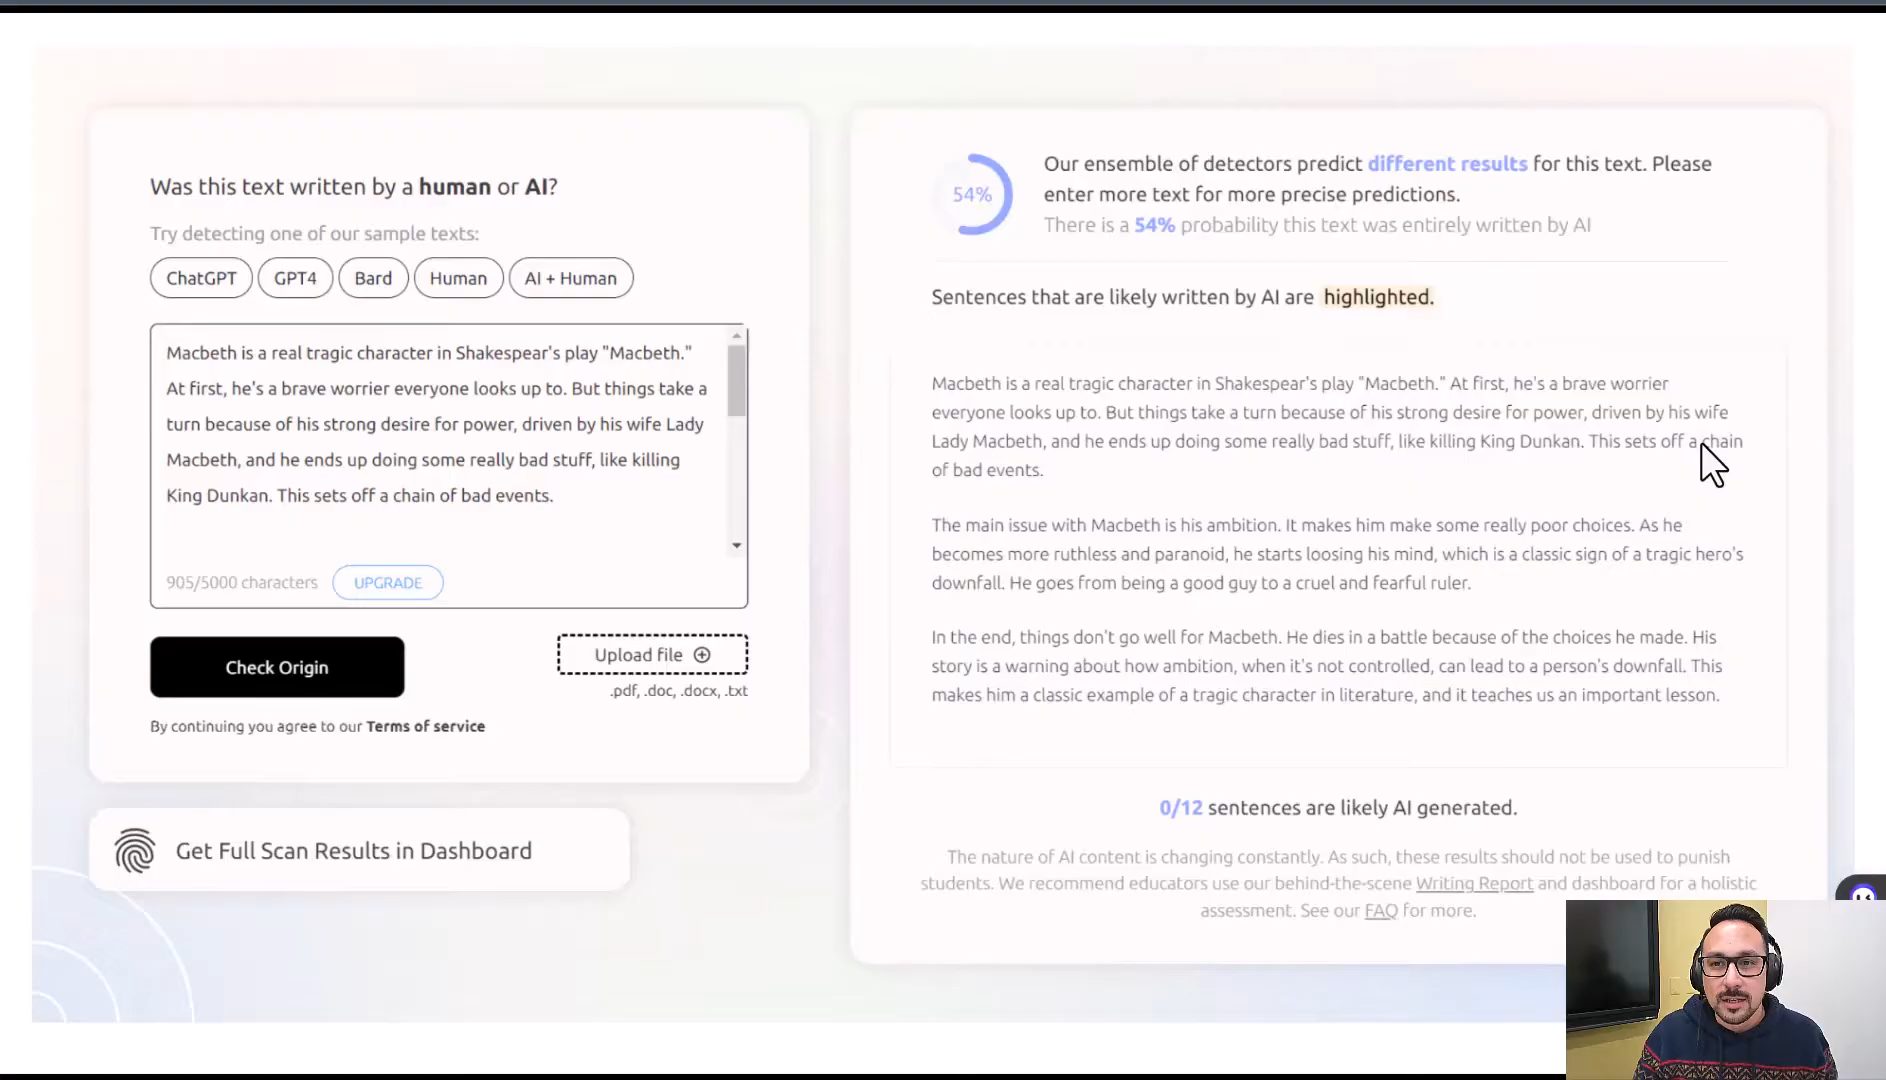 Was this text written by a human or AI?
Try detecting one of our sample texts:
ChatGPT GPT4 Bard Human AI + Human
Macbeth is a real tragic character in Shakespear's play "Macbeth."
At first, he's a brave worrier everyone looks up to. But things take a
turn because of his strong desire for power, driven by his wife Lady
Macbeth, and he ends up doing some really bad stuff, like killing
King Dunkan. This sets off a chain of bad events.
905/5000 characters UPGRADE
Check Origin
Upload file
.pdf, .doc, .docx, .txt
By continuing you agree to our Terms of service
Get Full Scan Results in Dashboard
54%
Our ensemble of detectors predict different results for this text. Please
enter more text for more precise predictions.
There is a 54% probability this text was entirely written by AI
Sentences that are likely written by AI are highlighted.
Macbeth is a real tragic character in Shakespear's play "Macbeth." At first, he's a brave worrier
everyone looks up to. But things take a turn because of his strong desire for power, driven by his wife
Lady Macbeth, and he ends up doing some really bad stuff, like killing King Dunkan. This sets off a chain
of bad events.
The main issue with Macbeth is his ambition. It makes him make some really poor choices. As he
becomes more ruthless and paranoid, he starts loosing his mind, which is a classic sign of a tragic hero's
downfall. He goes from being a good guy to a cruel and fearful ruler.
In the end, things don't go well for Macbeth. He dies in a battle because of the choices he made. His
story is a warning about how ambition, when it's not controlled, can lead to a person's downfall. This
makes him a classic example of a tragic character in literature, and it teaches us an important lesson.
0/12 sentences are likely AI generated.
The nature of AI content is changing constantly. As such, these results should not be used to punish
students. We recommend educators use our behind-the-scene Writing Report and dashboard for a holistic
assessment. See our FAQ for more.